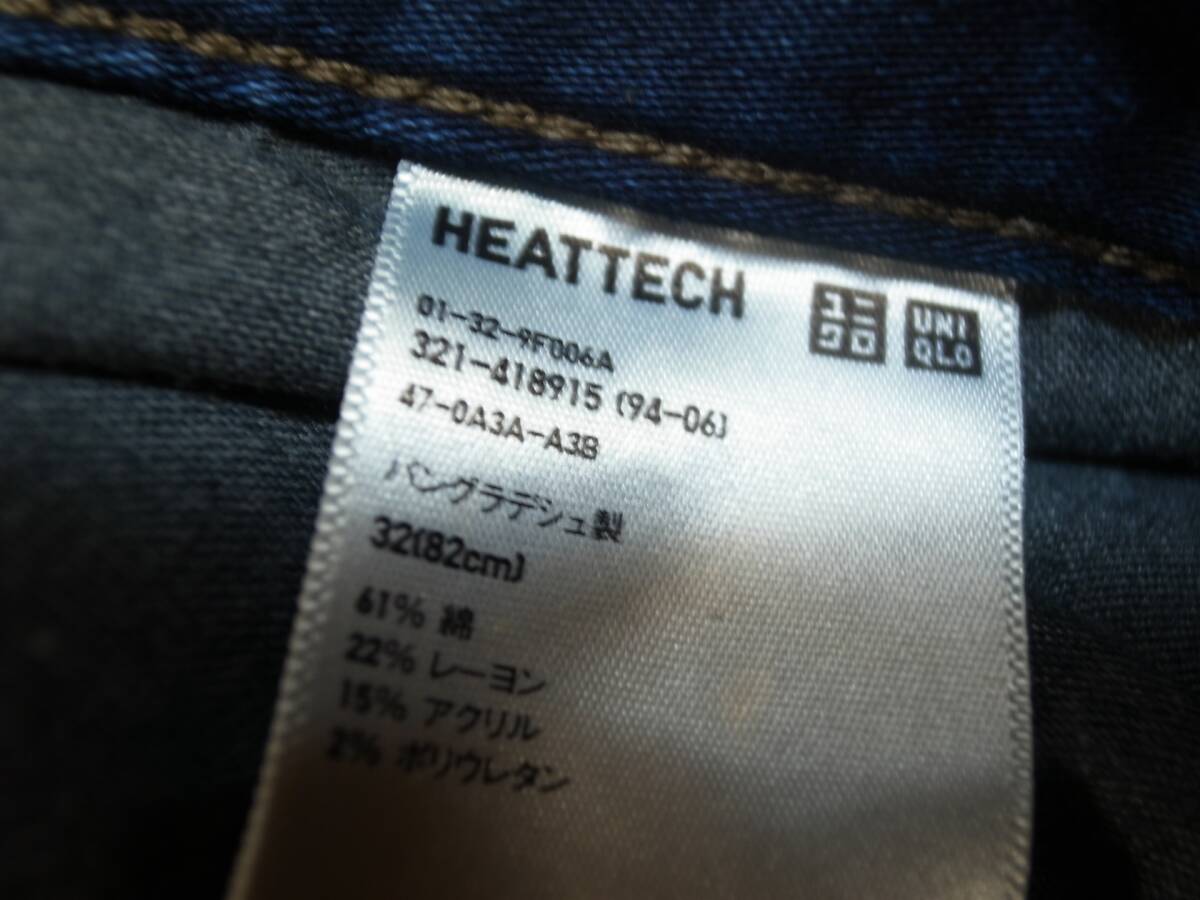 HEATTECH
ユニ
クロ
UNI
QLO
01-32-9F006A
321-418915 (94-06)
47-0A3A-A3B
バングラデシュ製
32(82cm)
61% 綿
22% レーヨン
15% アクリル
2% ポリウレタン